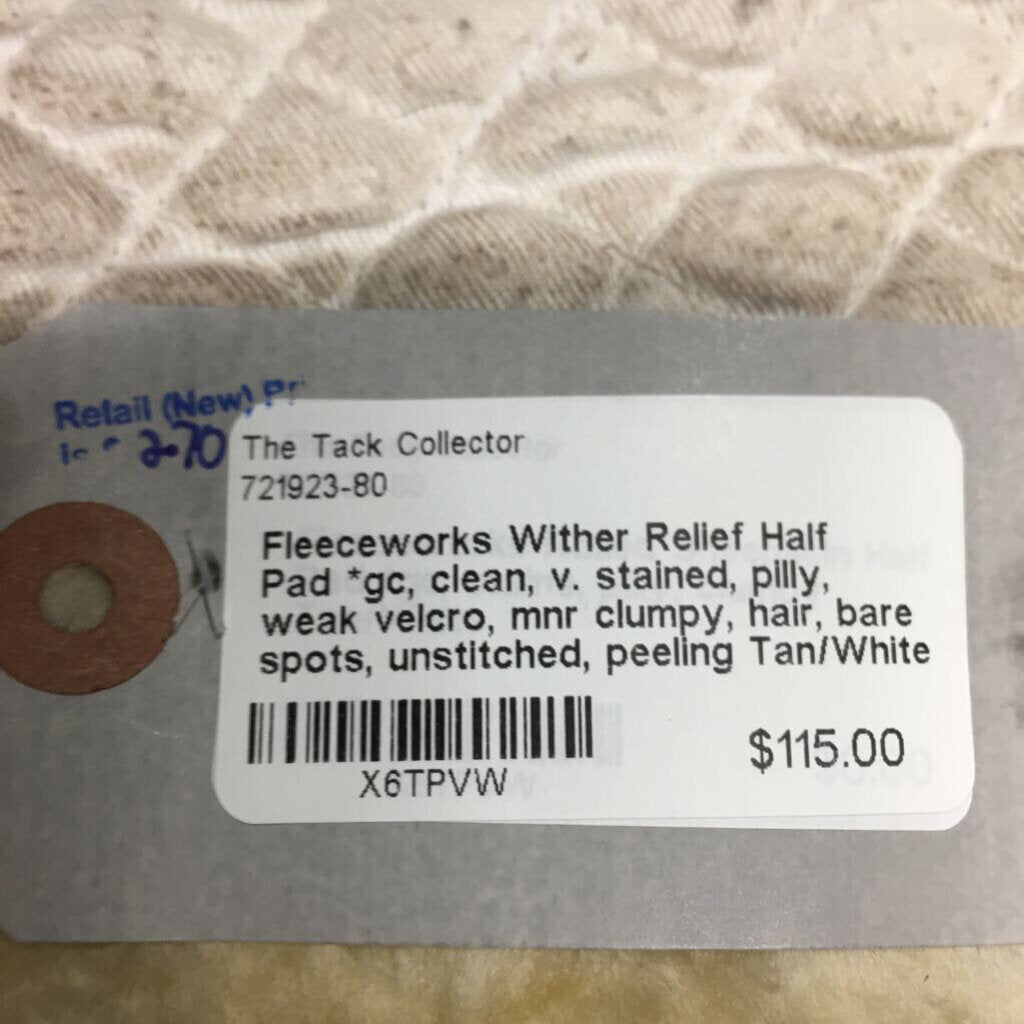 Retail (New)
270
The Tack Collector
721923-80
Fleeceworks Wither Relief Half
Pad *gc, clean, v. stained, pilly,
weak velcro, mnr clumpy, hair, bare
spots, unstitched, peeling Tan/White
X6TPVW
$115.00